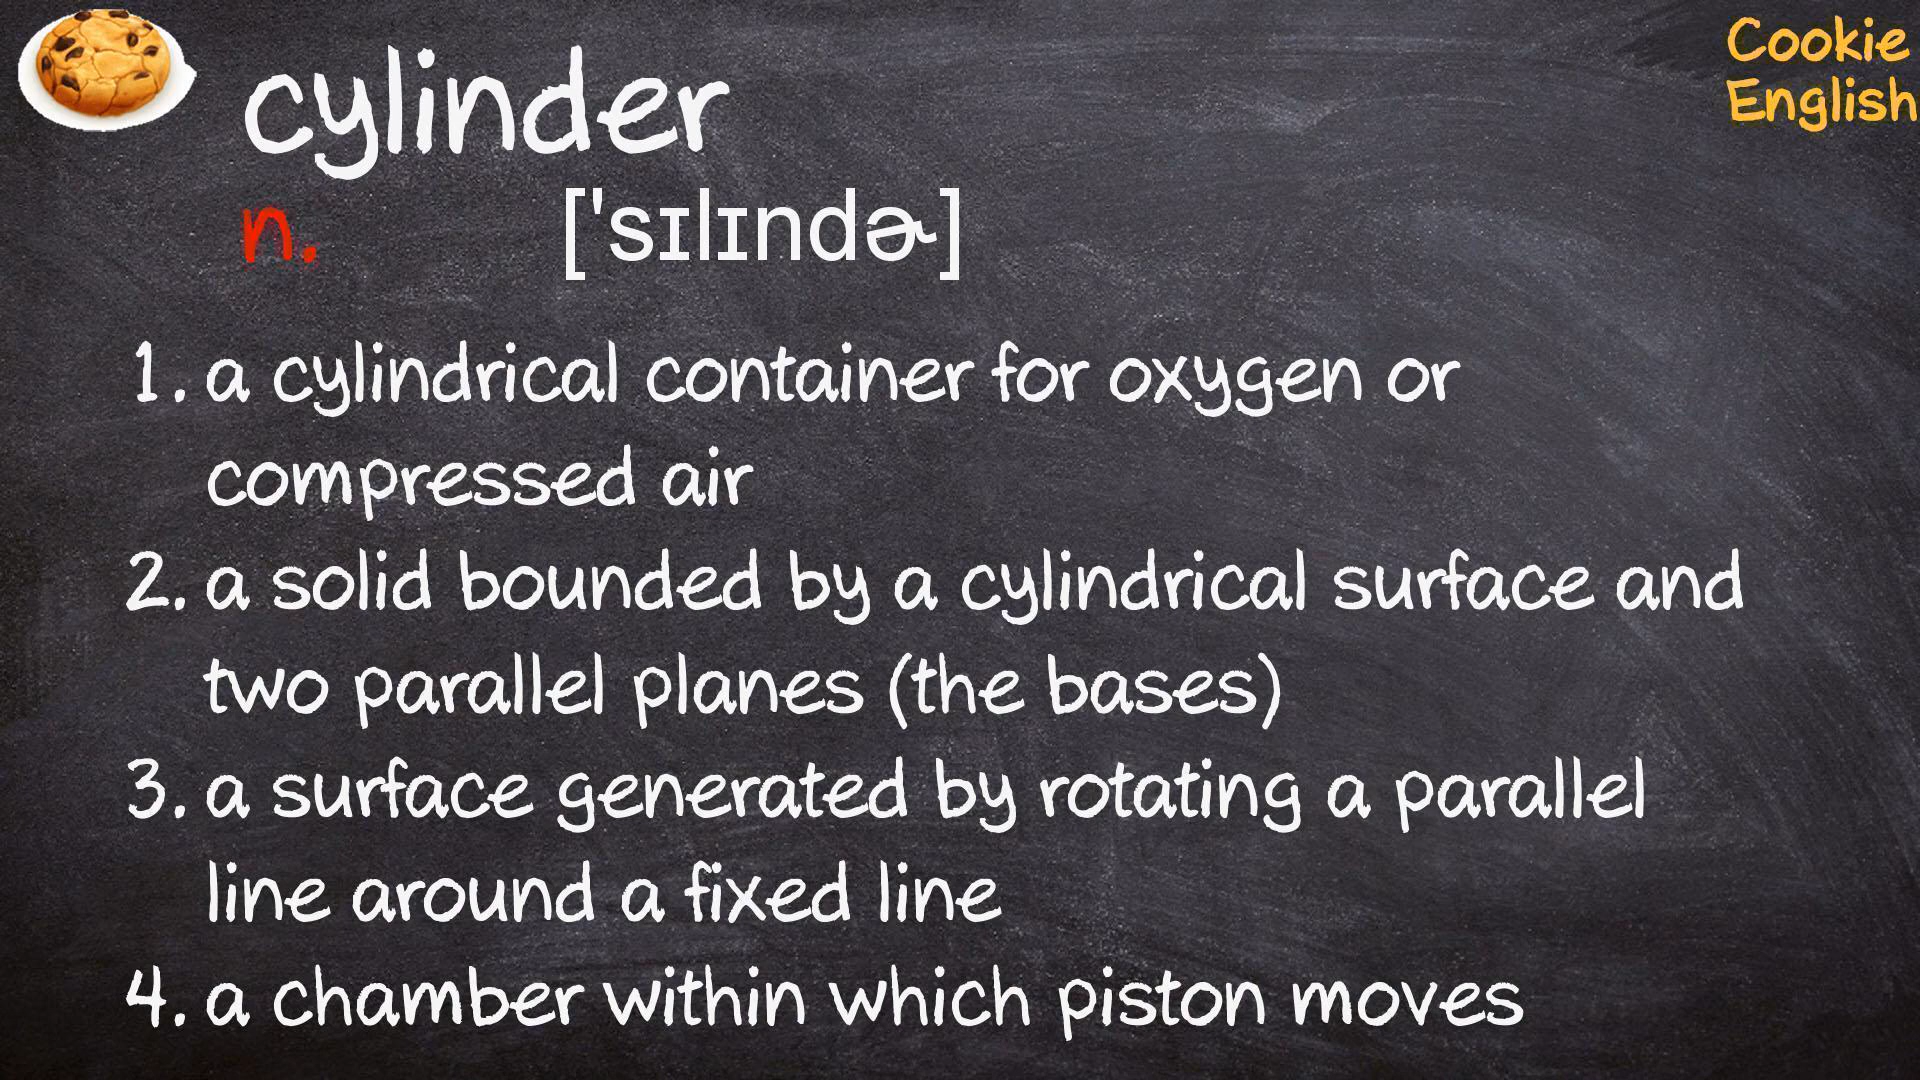 cylinder
Cookie
English
n. ['sɪlɪndɚ]
1. a cylindrical container for oxygen or
compressed air
2. a solid bounded by a cylindrical surface and
two parallel planes (the bases)
3. a surface generated by rotating a parallel
line around a fixed line
4. a chamber within which piston moves